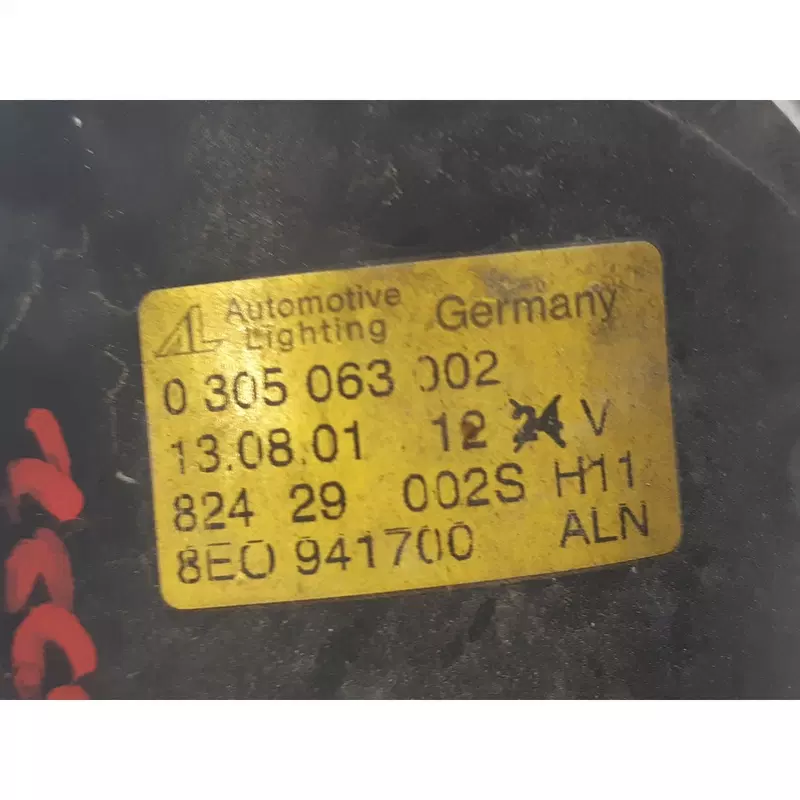 AL Automotive Lighting Germany
0 305 063 002
13.08.01 12 24 V
824 29 002S H11
8E0 941700 ALN